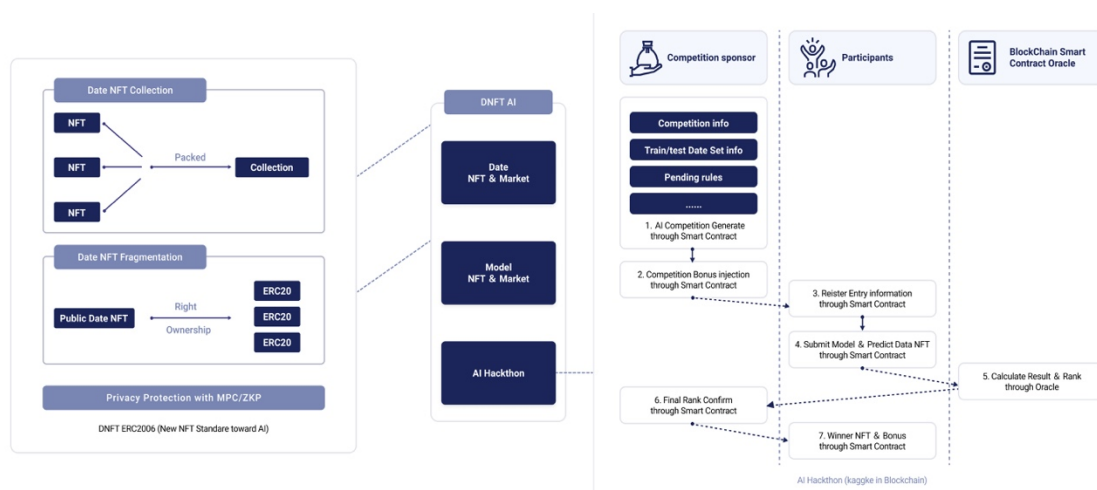 Date NFT Collection
NFT
NFT
NFT
Packed
Collection
Date NFT Fragmentation
Public Date NFT
Right
Ownership
ERC20
ERC20
ERC20
Privacy Protection with MPC/ZKP
DNFT ERC2006 (New NFT Standare toward AI)
DNFT AI
Date
NFT & Market
Model
NFT & Market
AI Hackthon
Competition sponsor
Participants
BlockChain Smart
Contract Oracle
Competition info
Train/test Date Set info
Pending rules
......
1. AI Competition Generate
through Smart Contract
2. Competition Bonus injection
through Smart Contract
3. Reister Entry information
through Smart Contract
4. Submit Model & Predict Data NFT
through Smart Contract
5. Calculate Result & Rank
through Oracle
6. Final Rank Confirm
through Smart Contract
7. Winner NFT & Bonus
through Smart Contract
AI Hackthon (kaggke in Blockchain)